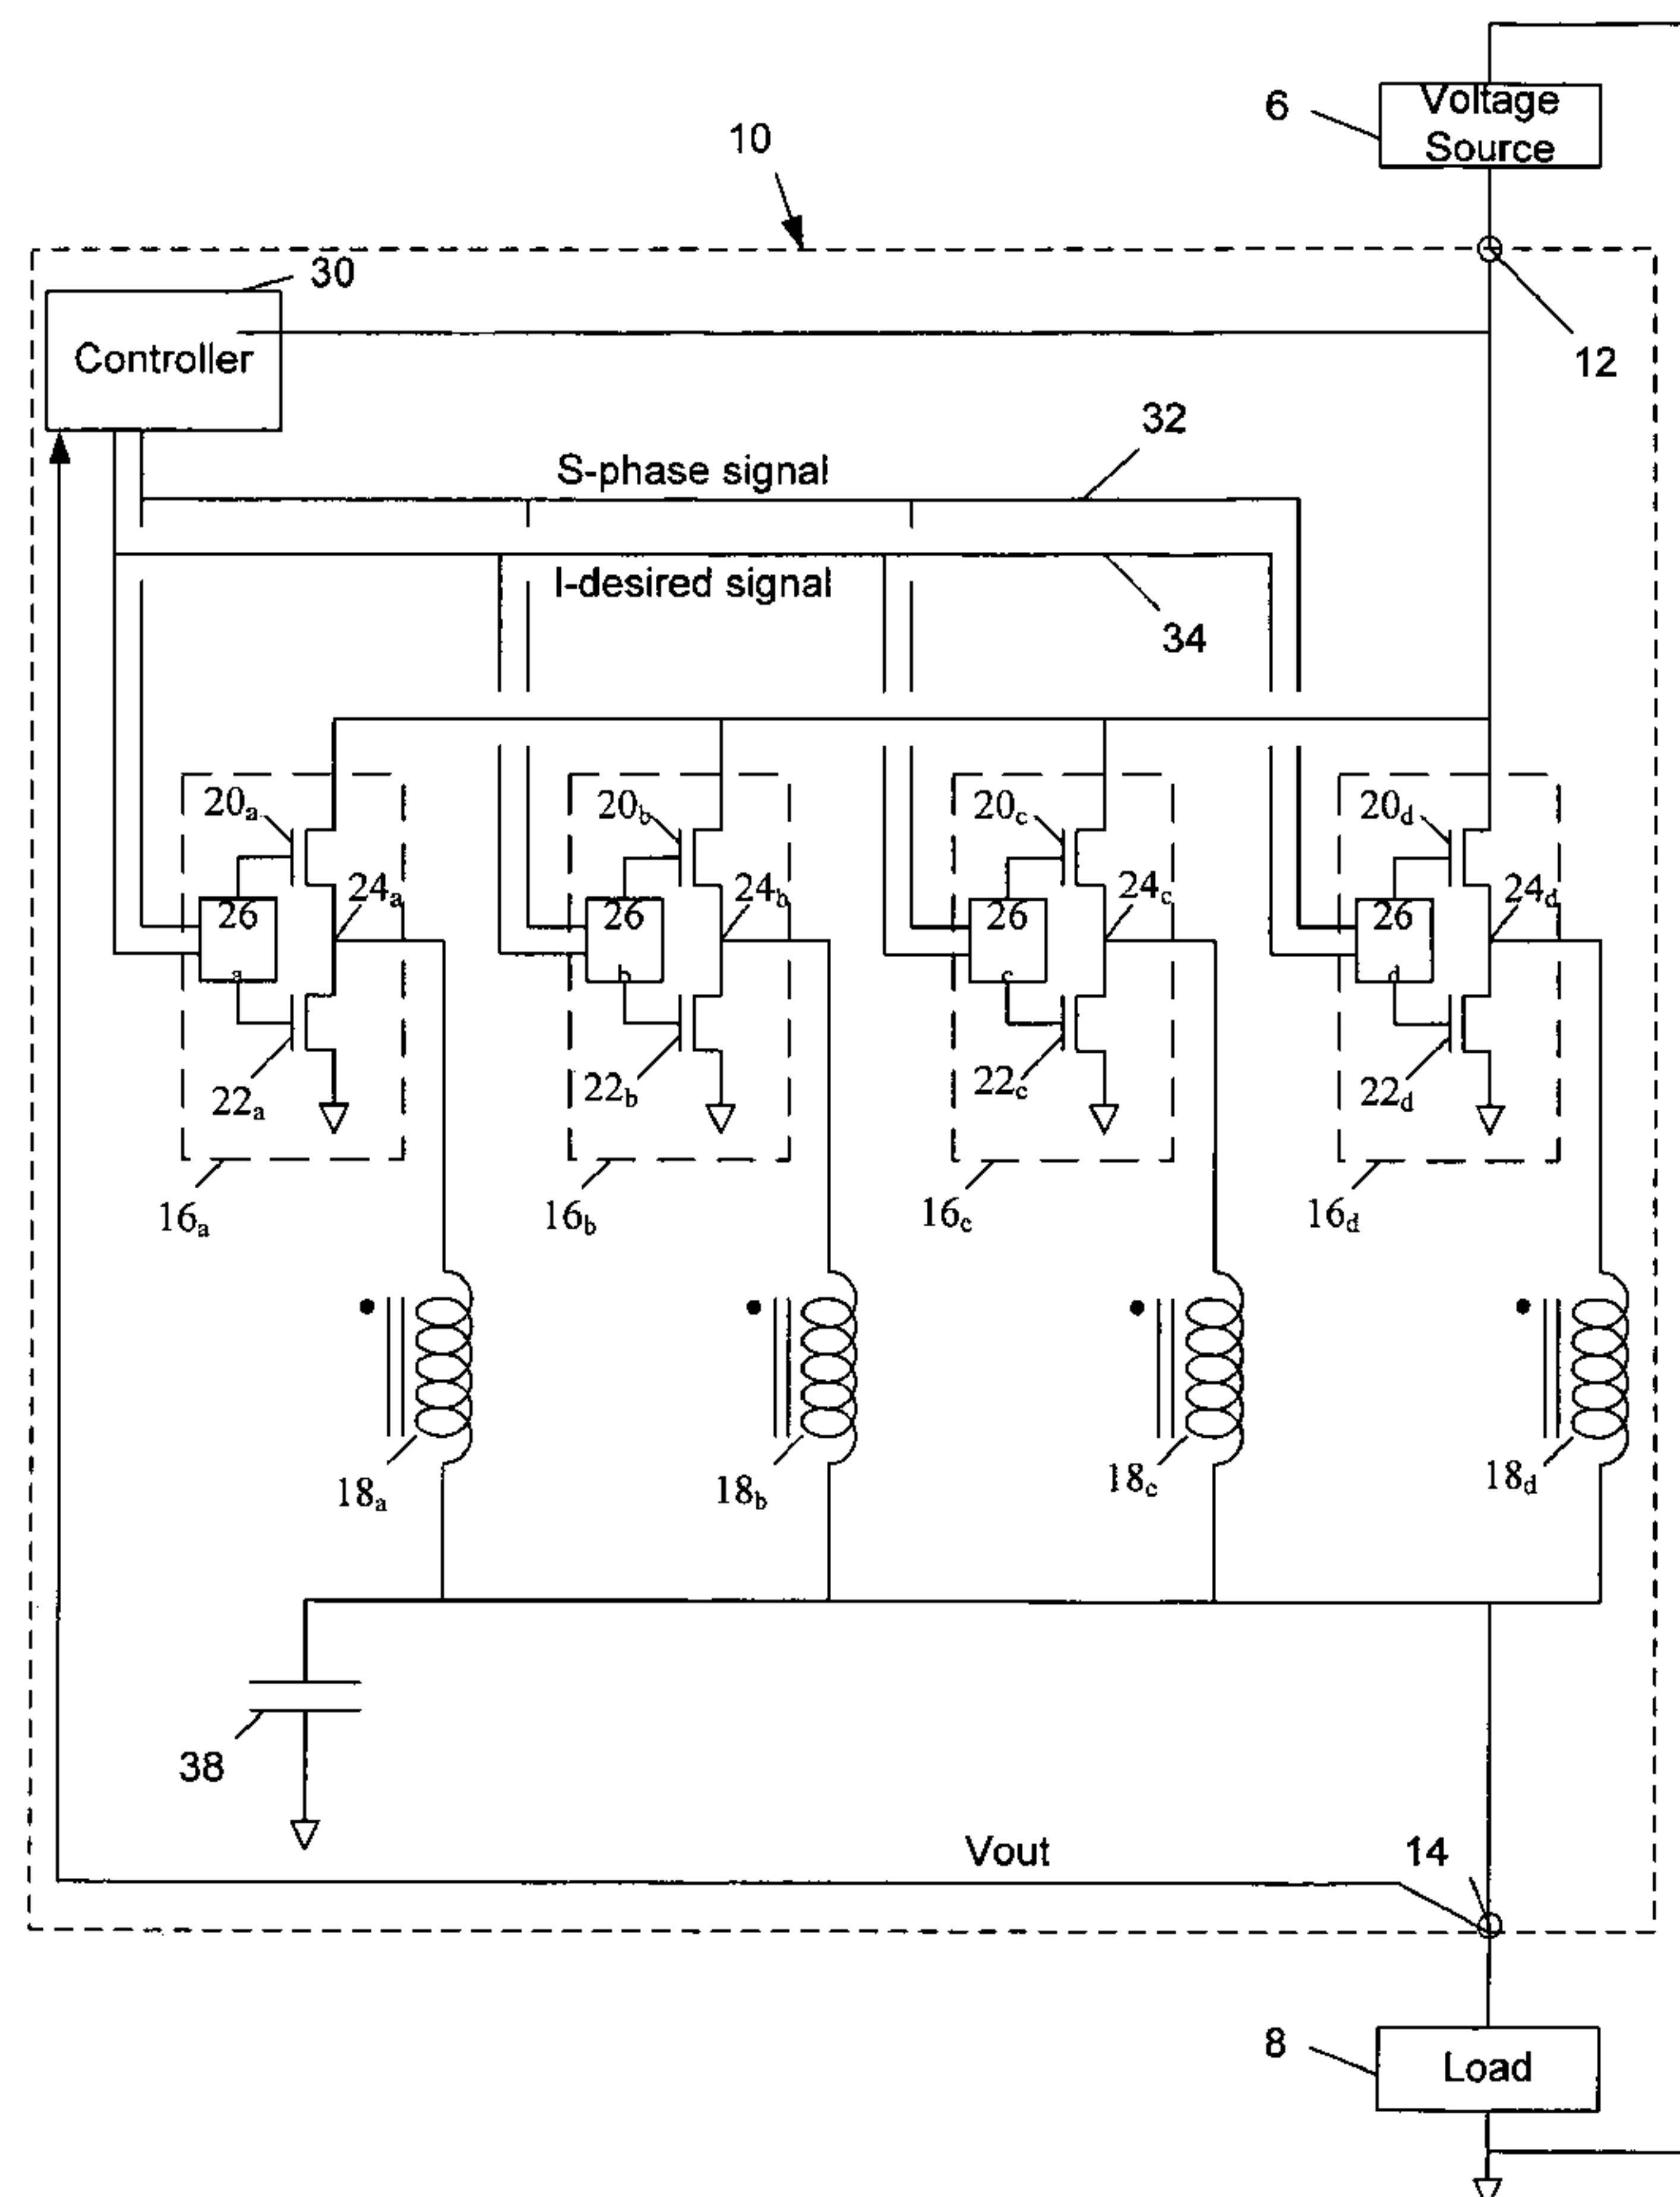 Voltage
Source
6
10
30
Controller
12
32
S-phase signal
I-desired signal
34
20a
20b
20c
20d
24a
24b
24c
24d
26
a
26
b
26
c
26
d
22a
22b
22c
22d
16a
16b
16c
16d
18a
18b
18c
18d
38
Vout
14
8
Load